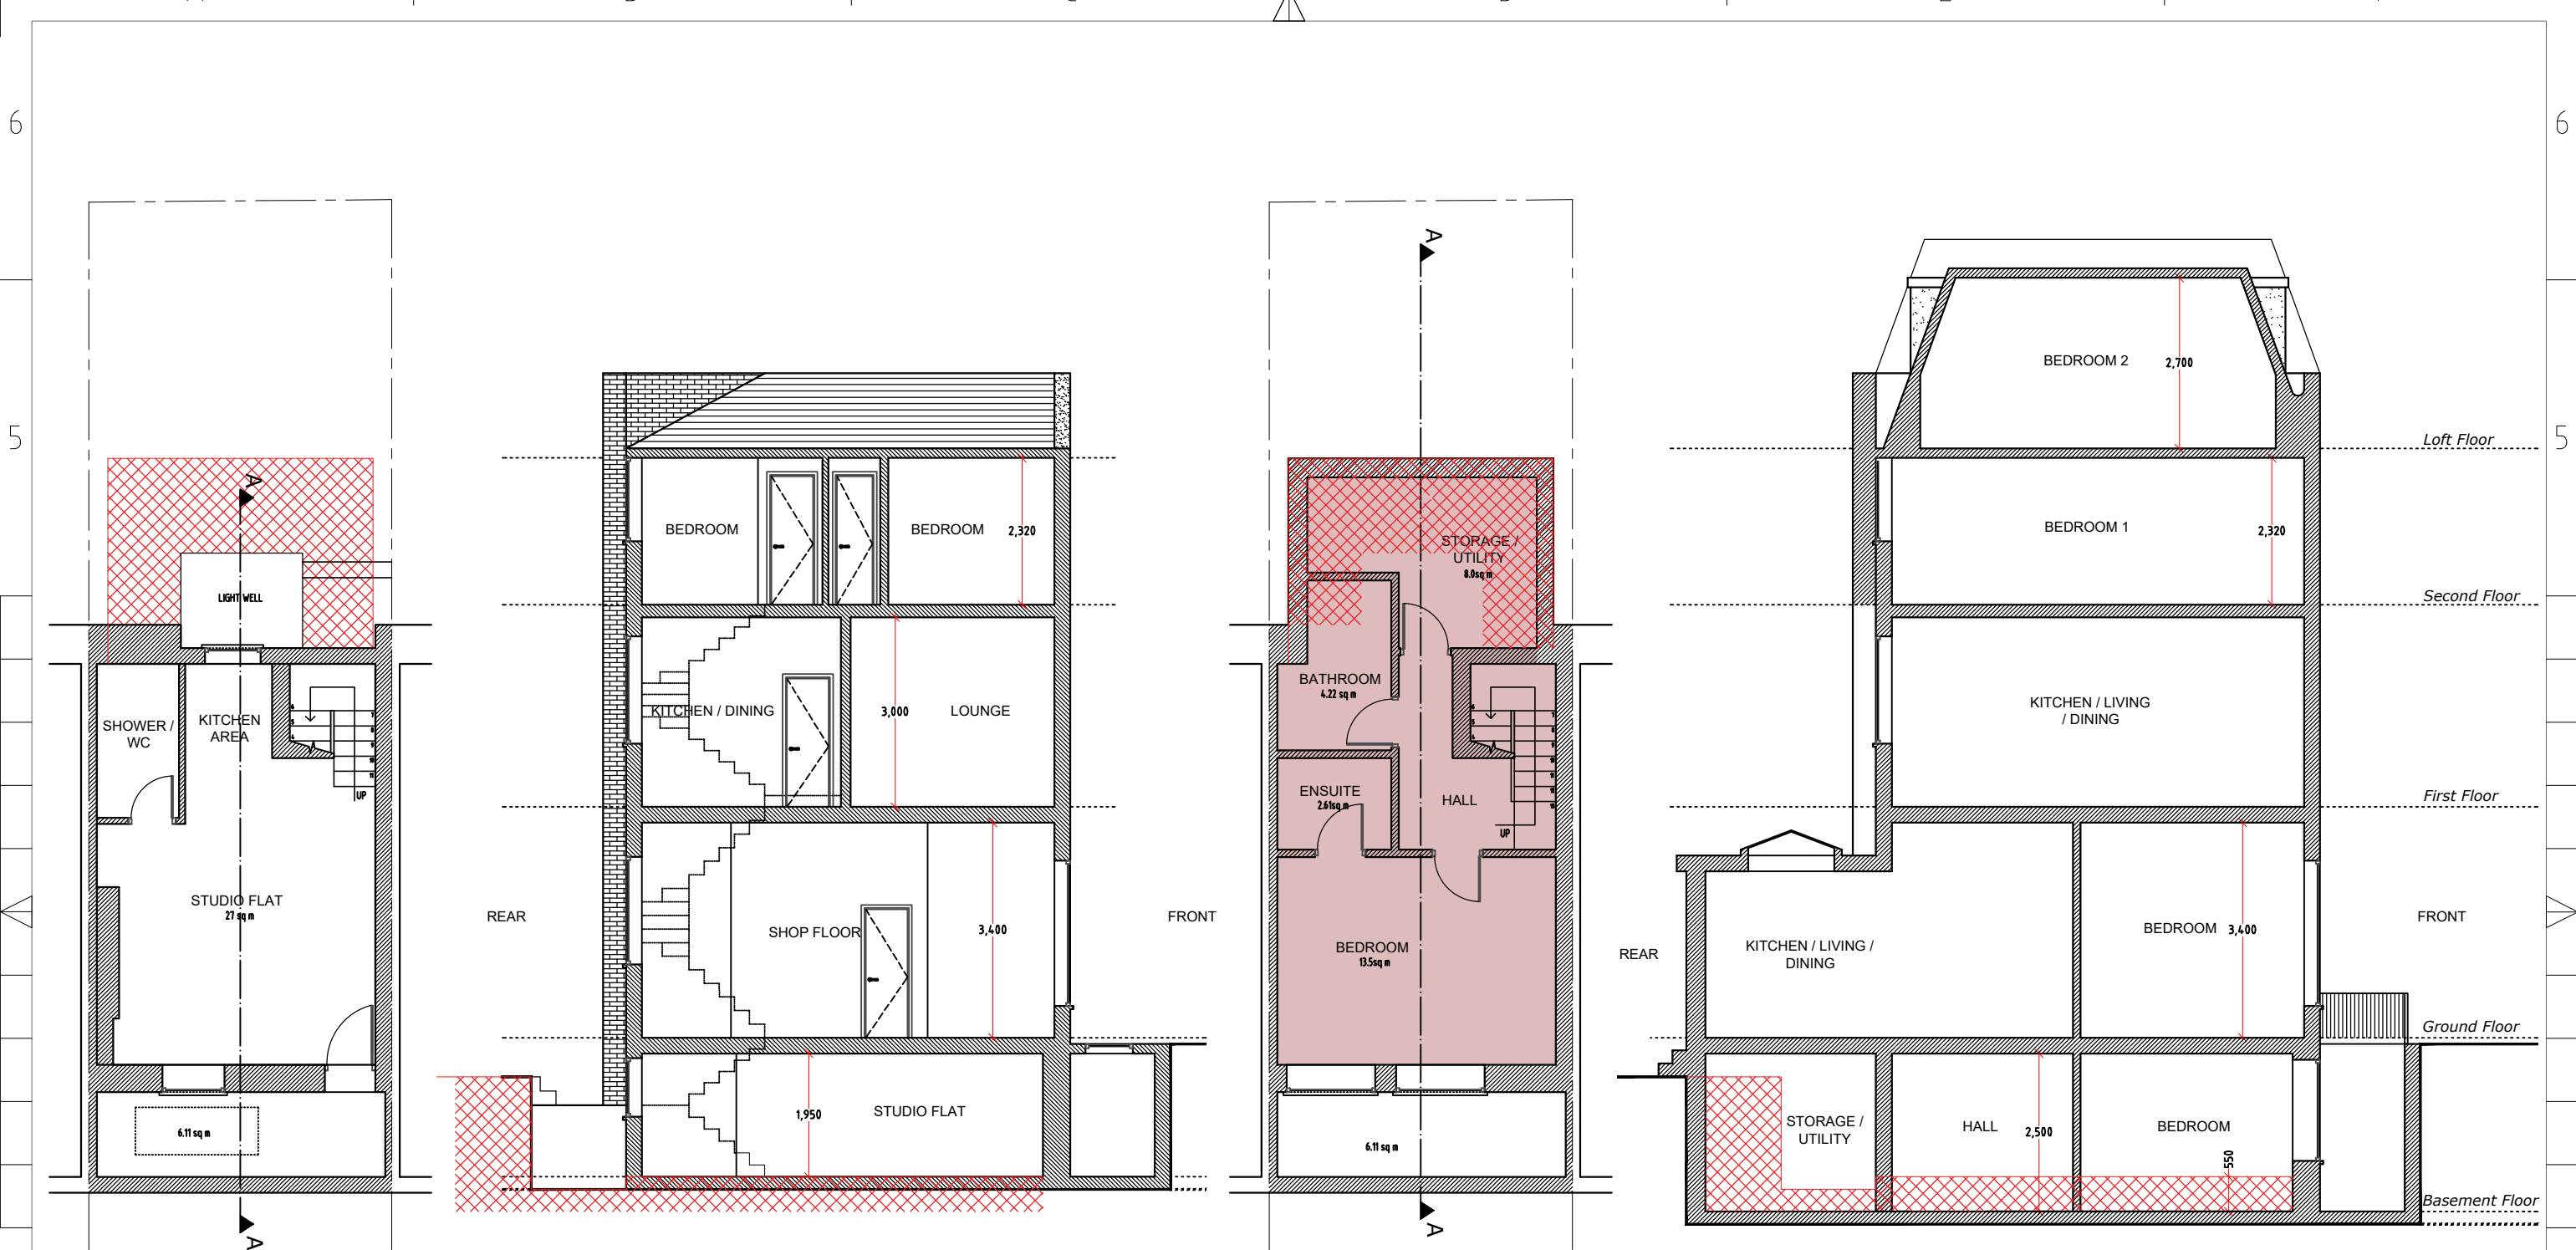 6
6
5
5
A
LIGHT WELL
SHOWER /
WC
KITCHEN
AREA
UP
STUDIO FLAT
27 sq m
6.11 sq m
A
BEDROOM
BEDROOM
2,320
KITCHEN / DINING
3,000
LOUNGE
REAR
SHOP FLOOR
3,400
FRONT
1,950
STUDIO FLAT
A
STORAGE /
UTILITY
8.0sq m
BATHROOM
4.22 sq m
ENSUITE
2.61sq m
HALL
UP
BEDROOM
13.5sq m
6.11 sq m
A
BEDROOM 2
2,700
Loft Floor
BEDROOM 1
2,320
Second Floor
KITCHEN / LIVING
/ DINING
First Floor
REAR
KITCHEN / LIVING /
DINING
BEDROOM
3,400
FRONT
Ground Floor
STORAGE /
UTILITY
HALL
2,500
BEDROOM
550
Basement Floor